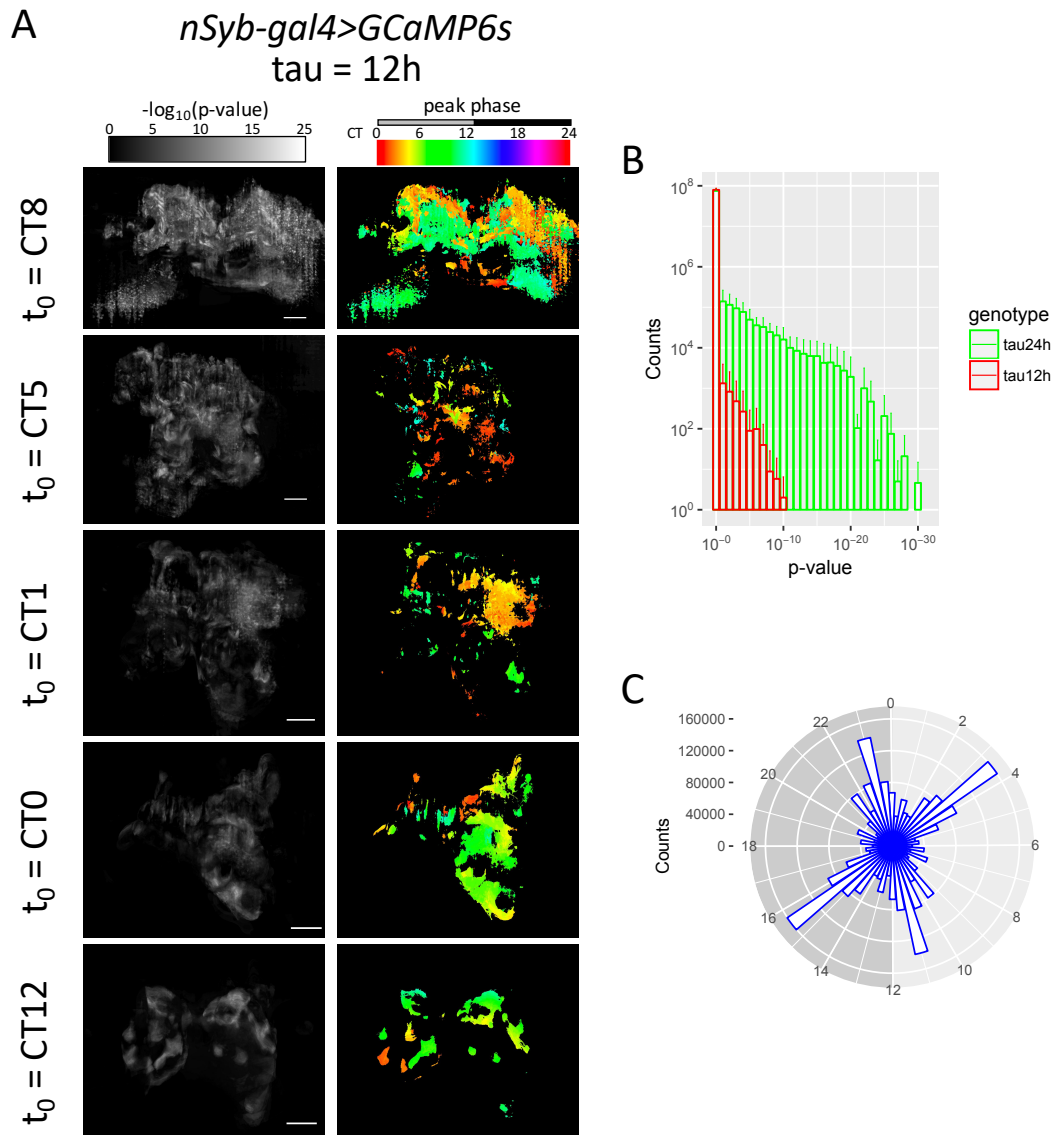 A
nSyb-gal4>GCaMP6s
tau = 12h
-log10(p-value)
0 5 10 15 25
peak phase
CT 0 6 12 18 24
t0 = CT8
t0 = CT5
t0 = CT1
t0 = CT0
t0 = CT12
B
Counts
10^8
10^6
10^4
10^2
10^0
10^-0 10^-10 10^-20 10^-30
p-value
genotype
tau24h
tau12h
C
Counts
160000
120000
80000
40000
0
0
2
4
6
8
10
12
14
16
18
20
22